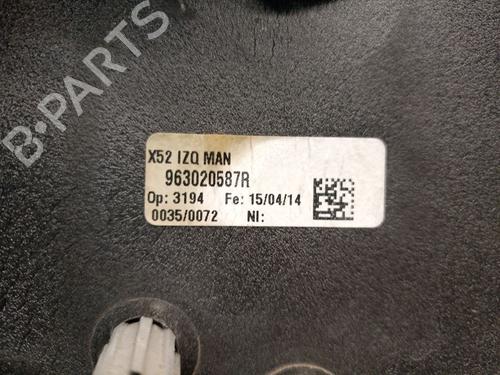 B-PARTS
X52 IZQ MAN
963020587R
Op: 3194 Fe: 15/04/14
0035/0072 NI: